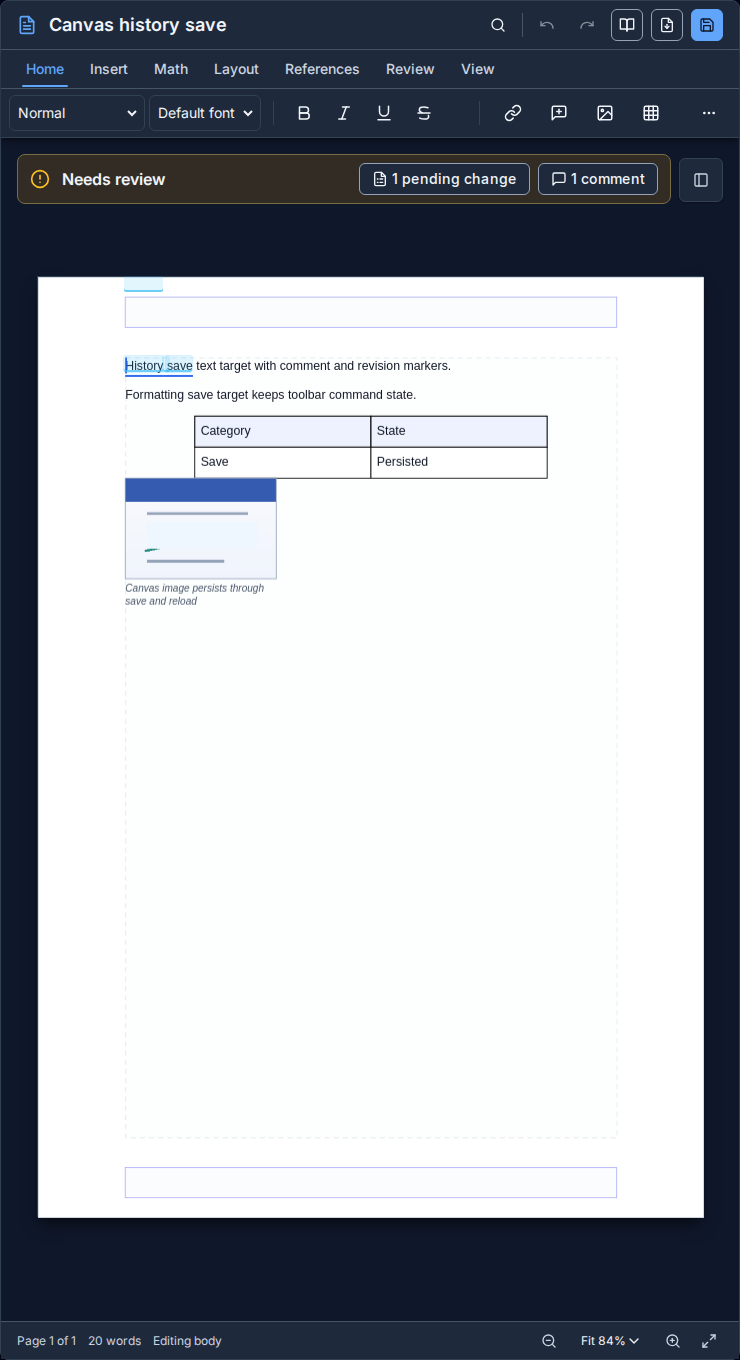 Canvas history save
Home Insert Math Layout References Review View
Normal Default font
Needs review 1 pending change 1 comment
History save text target with comment and revision markers.
Formatting save target keeps toolbar command state.
Category State
Save Persisted
Canvas image persists through
save and reload
Page 1 of 1 20 words Editing body Fit 84%